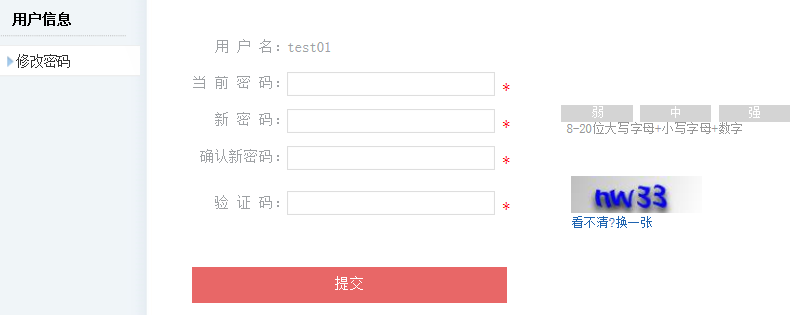 用户信息
修改密码
用 户 名：test01
当 前 密 码： *
新 密 码： *
弱 中 强
8-20位大写字母+小写字母+数字
确认新密码： *
验 证 码： *
nw33
看不清?换一张
提交